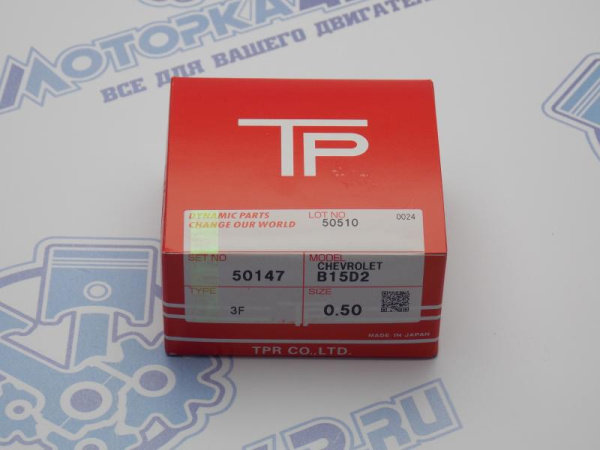 МОТОРКА
ВСЕ ДЛЯ ВАШЕГО ДВИГАТЕЛ
TP
DYNAMIC PARTS
CHANGE OUR WORLD
LOT NO
50510
0024
SET NO
50147
MODEL
CHEVROLET
B15D2
TYPE
3F
SIZE
0.50
MADE IN JAPAN
TPR CO.,LTD.
.RU